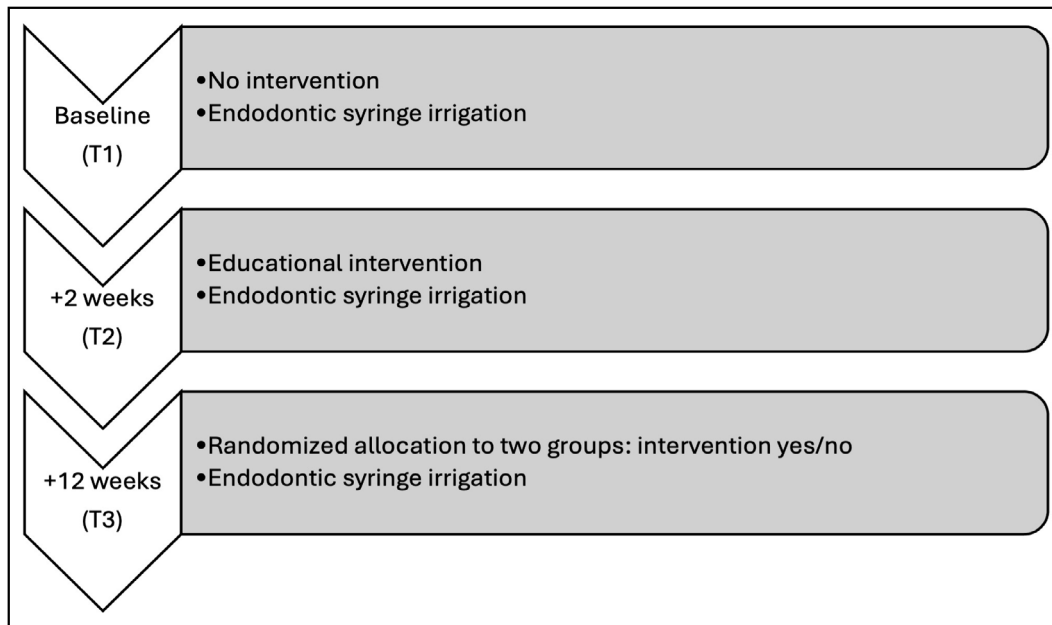 Baseline
(T1)
•No intervention
•Endodontic syringe irrigation
+2 weeks
(T2)
•Educational intervention
•Endodontic syringe irrigation
+12 weeks
(T3)
•Randomized allocation to two groups: intervention yes/no
•Endodontic syringe irrigation